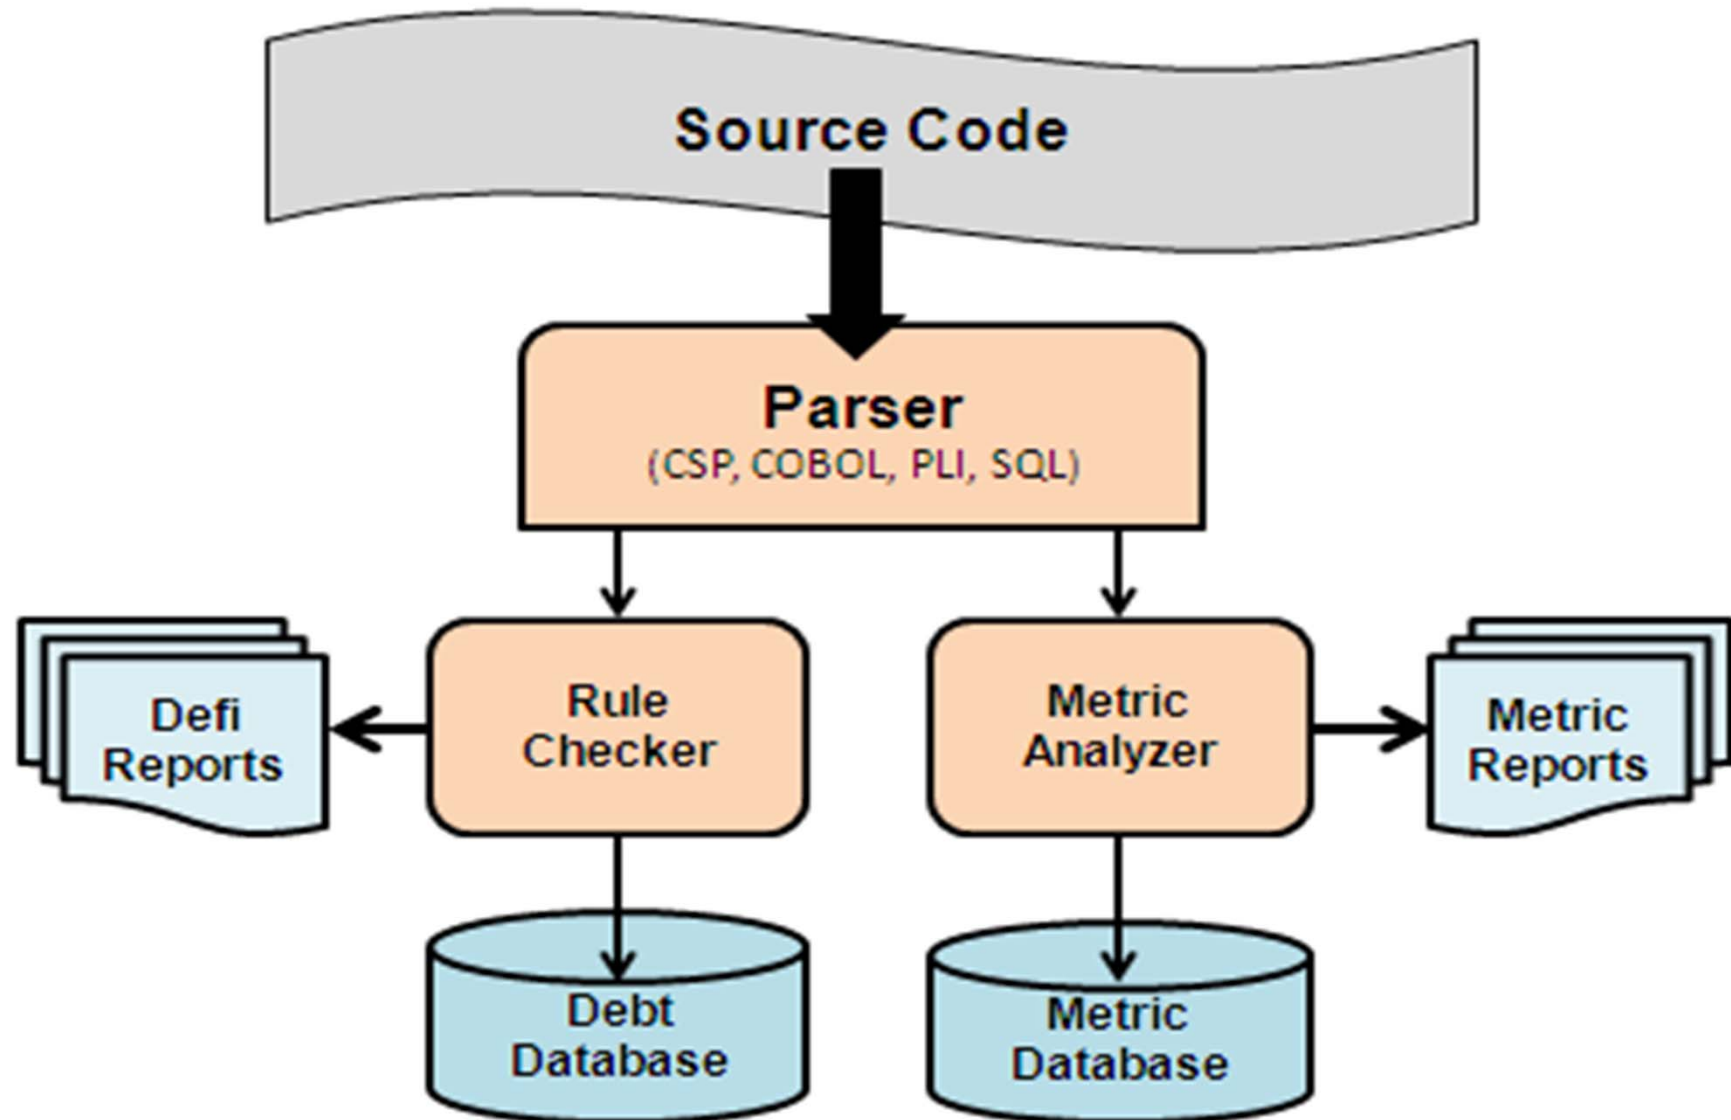 Source Code
Parser
(CSP, COBOL, PLI, SQL)
Defi
Reports
Rule
Checker
Metric
Analyzer
Metric
Reports
Debt
Database
Metric
Database